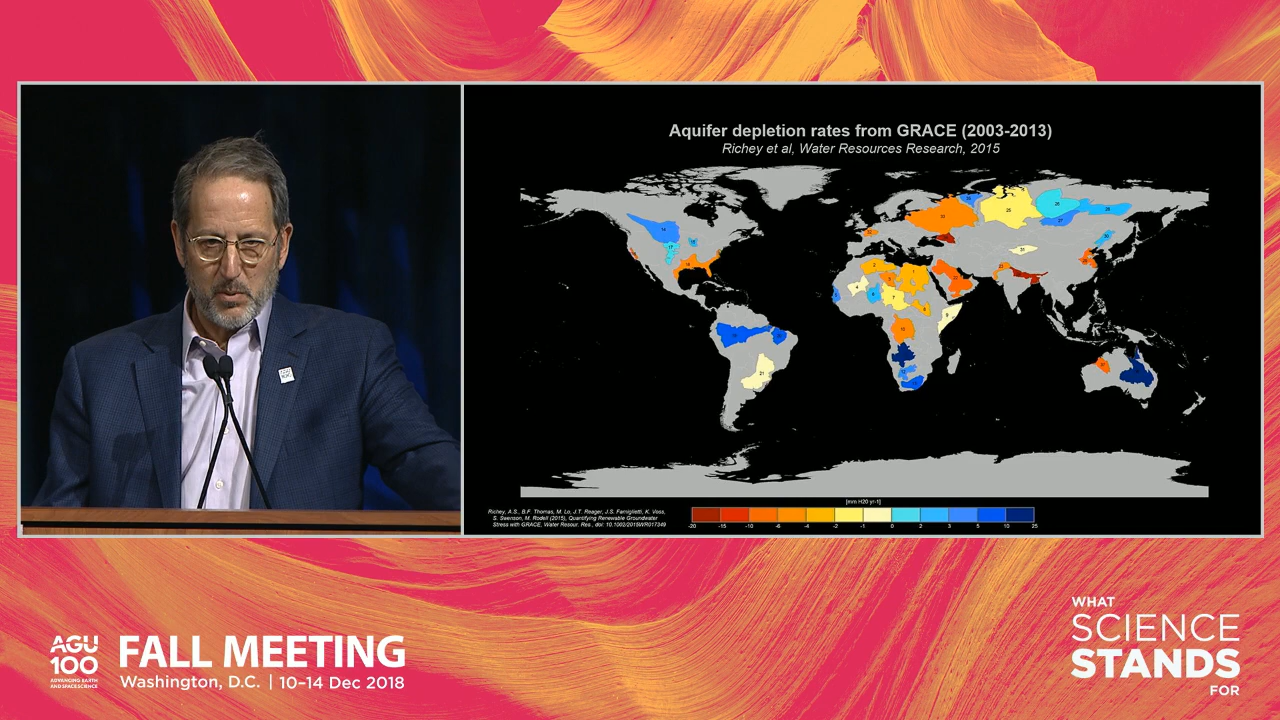 Aquifer depletion rates from GRACE (2003-2013)
Richey et al, Water Resources Research, 2015
[mm H20 yr-1]
Richey, A.S., B.F. Thomas, M. Lo, J.T. Reager, J.S. Famiglietti, K. Voss,
S. Swenson, M. Rodell (2015), Quantifying Renewable Groundwater
Stress with GRACE, Water Resour. Res., doi: 10.1002/2015WR017349
-20 -15 -10 -6 -4 -2 -1 0 2 3 5 10 25
AGU
100
ADVANCING EARTH
AND SPACE SCIENCE
FALL MEETING
Washington, D.C. | 10–14 Dec 2018
WHAT
SCIENCE
STANDS
FOR